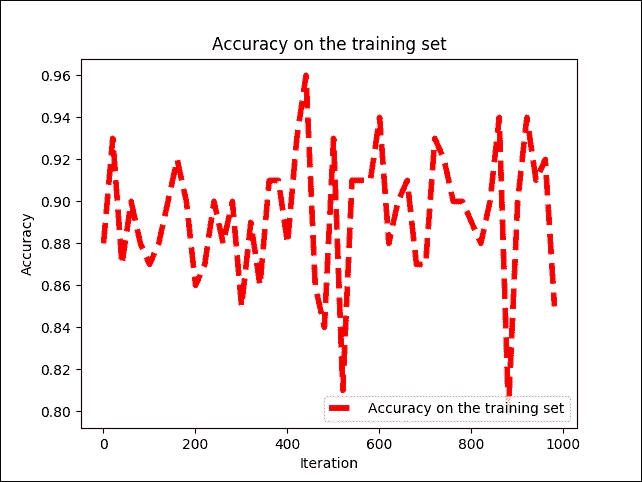 Accuracy on the training set
0.96
0.94
0.92
0.90
0.88
0.86
0.84
0.82
0.80
Accuracy
Accuracy on the training set
0 200 400 600 800 1000
Iteration